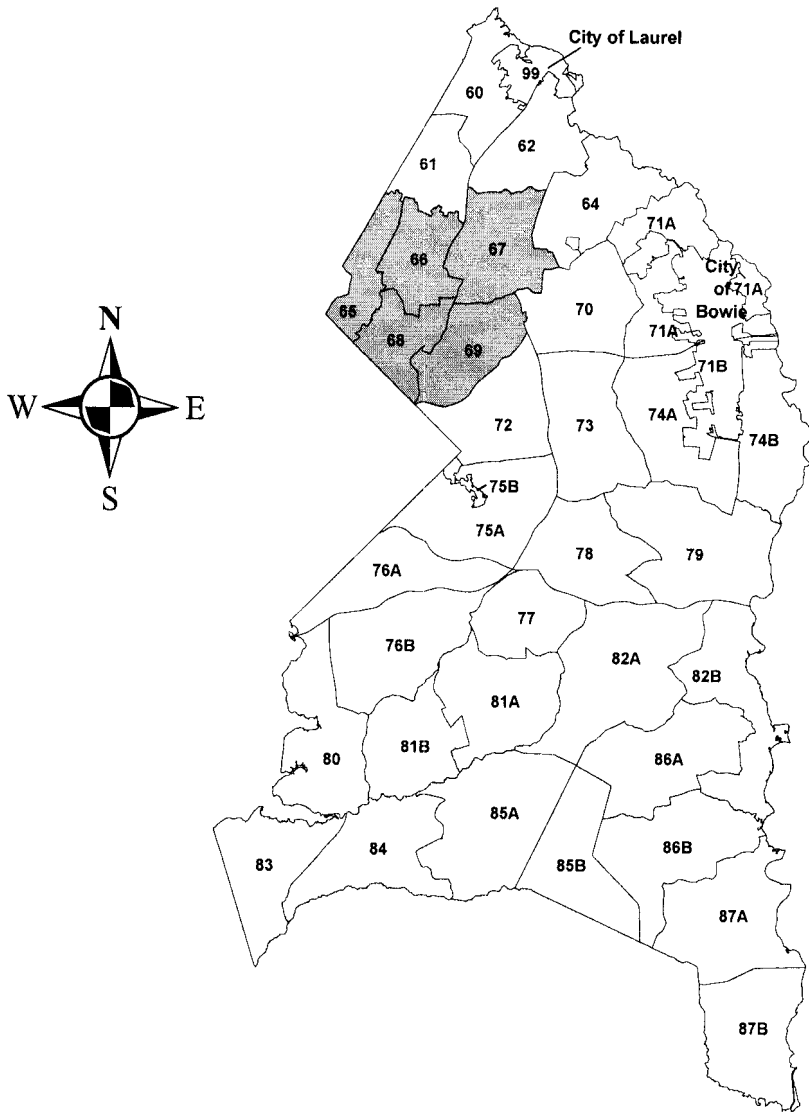 City of Laurel
99
60
62
61
64
71A
66
67
City
of 71A
Bowie
65
70
71A
68
69
71B
72
73
74A
74B
75B
75A
78
79
76A
77
76B
82A
82B
81A
81B
80
86A
85A
84
86B
83
85B
87A
87B
N
W
E
S